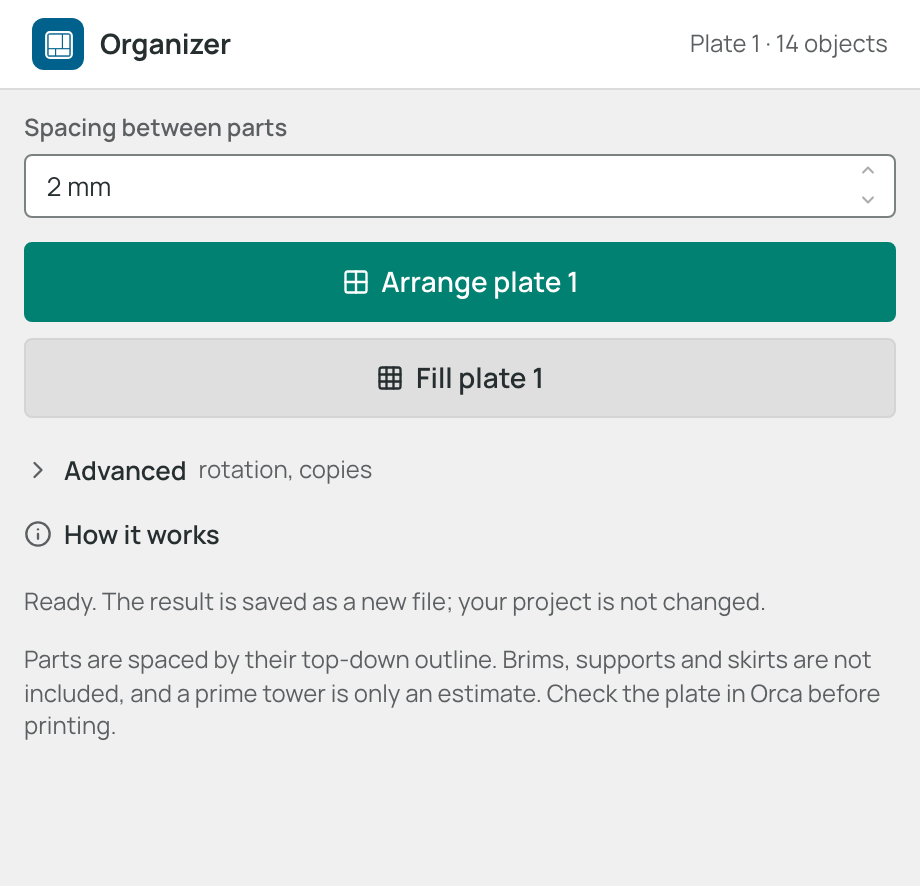 Organizer
Plate 1 · 14 objects
Spacing between parts
2 mm
Arrange plate 1
Fill plate 1
Advanced rotation, copies
How it works
Ready. The result is saved as a new file; your project is not changed.
Parts are spaced by their top-down outline. Brims, supports and skirts are not
included, and a prime tower is only an estimate. Check the plate in Orca before
printing.